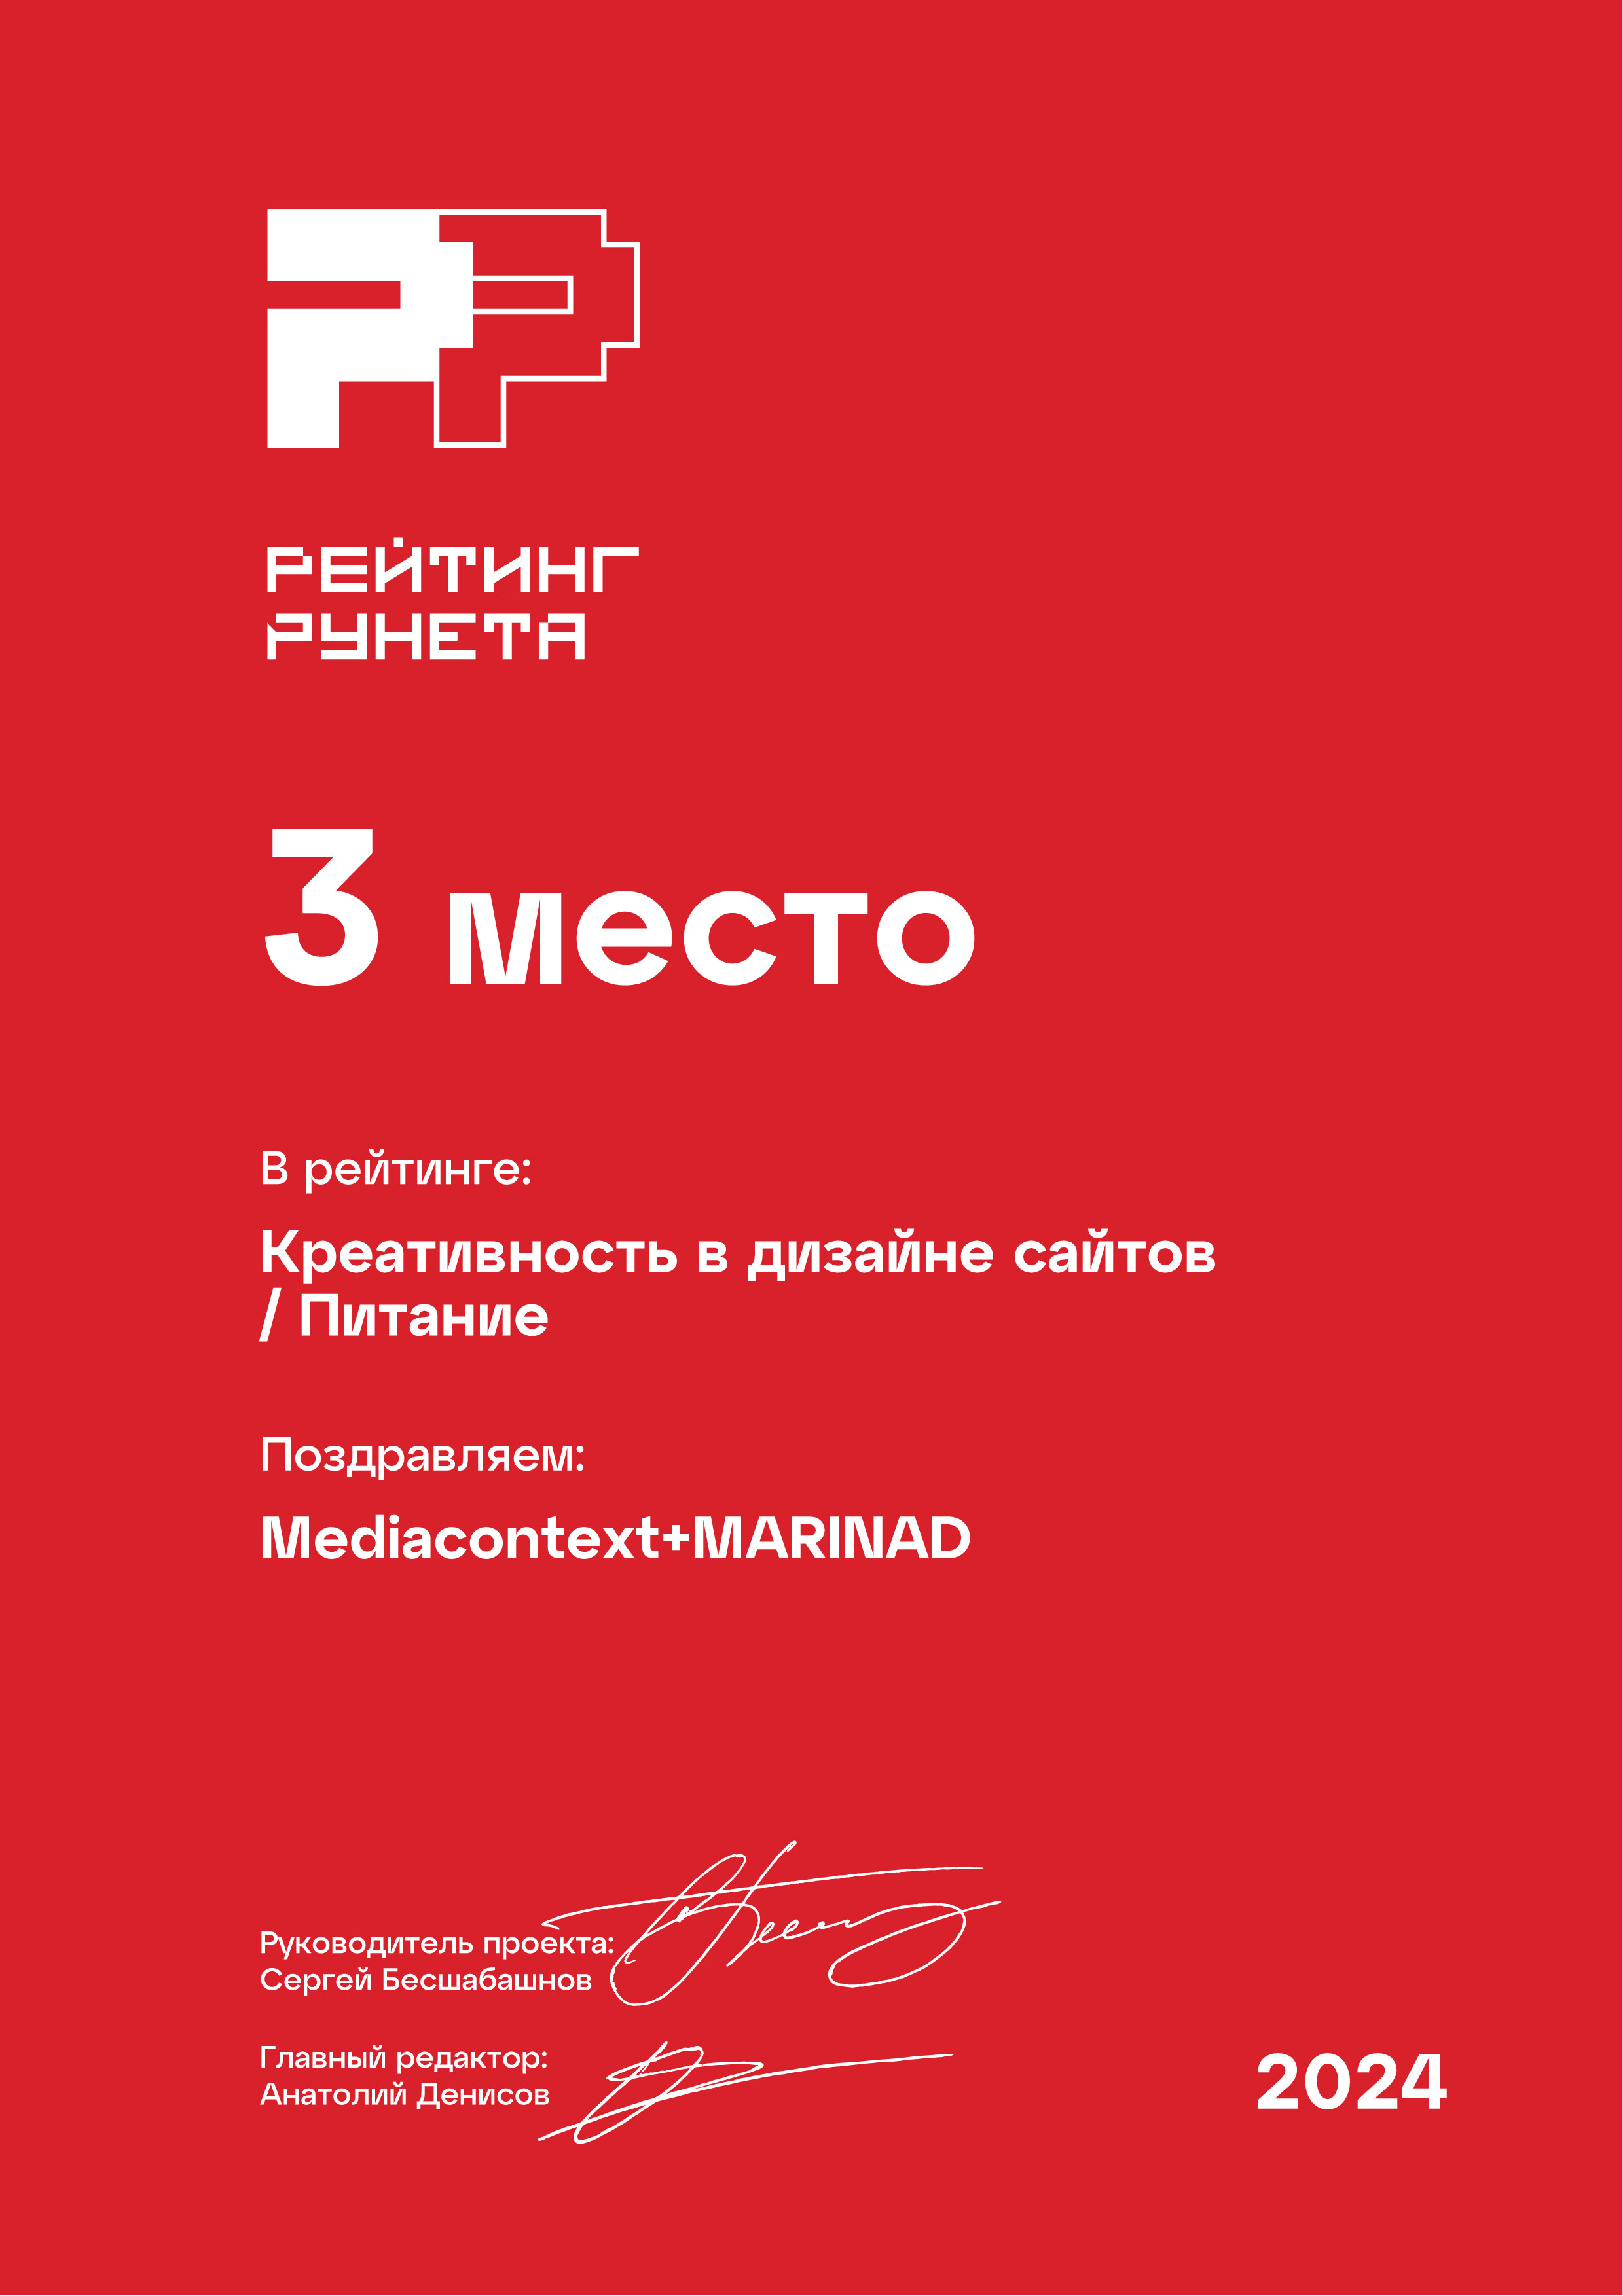 РЕЙТИНГ
РУНЕТА
3 место
В рейтинге:
Креативность в дизайне сайтов
/ Питание
Поздравляем:
Mediacontext+MARINAD
Руководитель проекта:
Сергей Бесшабашнов
Главный редактор:
Анатолий Денисов
2024